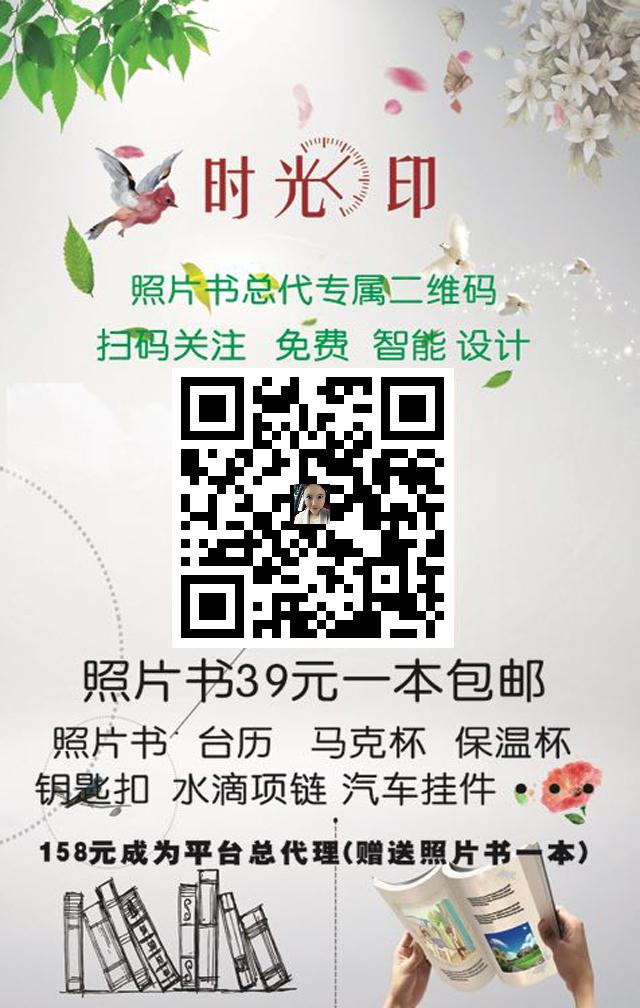 时光印
照片书总代专属二维码
扫码关注 免费 智能 设计
照片书39元一本包邮
照片书 台历 马克杯 保温杯
钥匙扣 水滴项链 汽车挂件
158元成为平台总代理(赠送照片书一本)